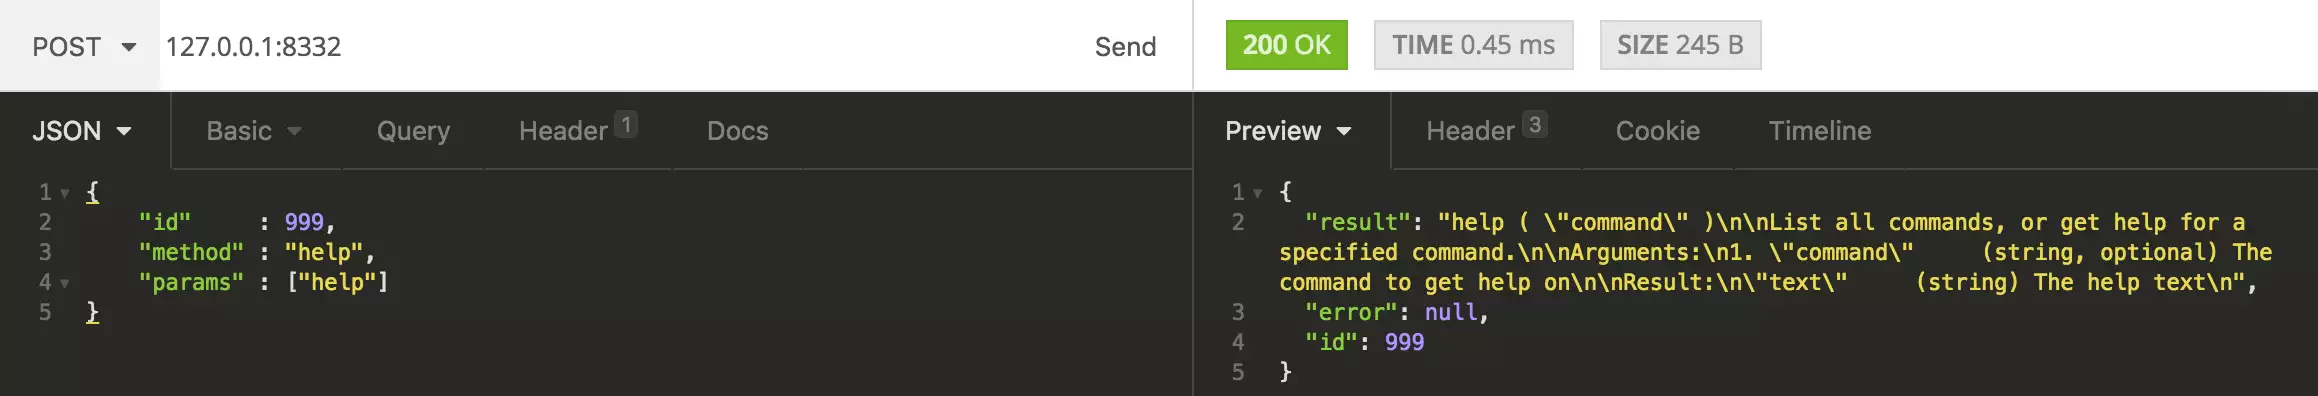 POST 127.0.0.1:8332 Send
200 OK TIME 0.45 ms SIZE 245 B
JSON Basic Query Header 1 Docs
Preview Header 3 Cookie Timeline
1 {
2     "id"     : 999,
3     "method" : "help",
4     "params" : ["help"]
5 }
1 {
2   "result": "help ( \"command\" )\n\nList all commands, or get help for a
specified command.\n\nArguments:\n1. \"command\"     (string, optional) The
command to get help on\n\nResult:\n\"text\"     (string) The help text\n",
3   "error": null,
4   "id": 999
5 }